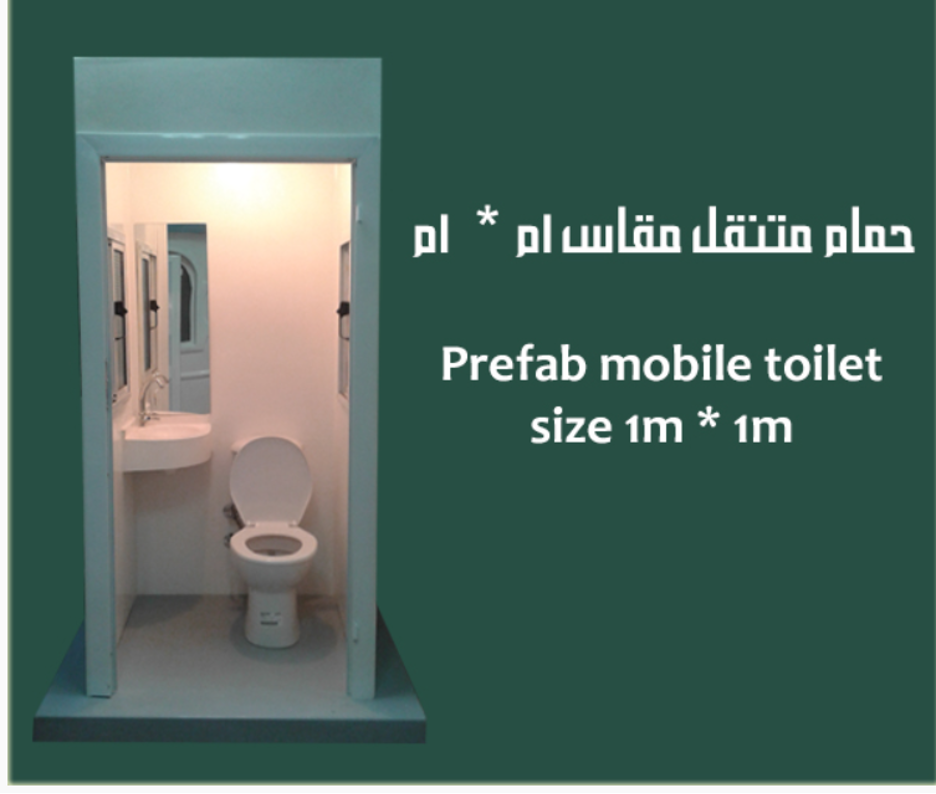 حمام متنقل مقاس ام * ام
Prefab mobile toilet
size 1m * 1m